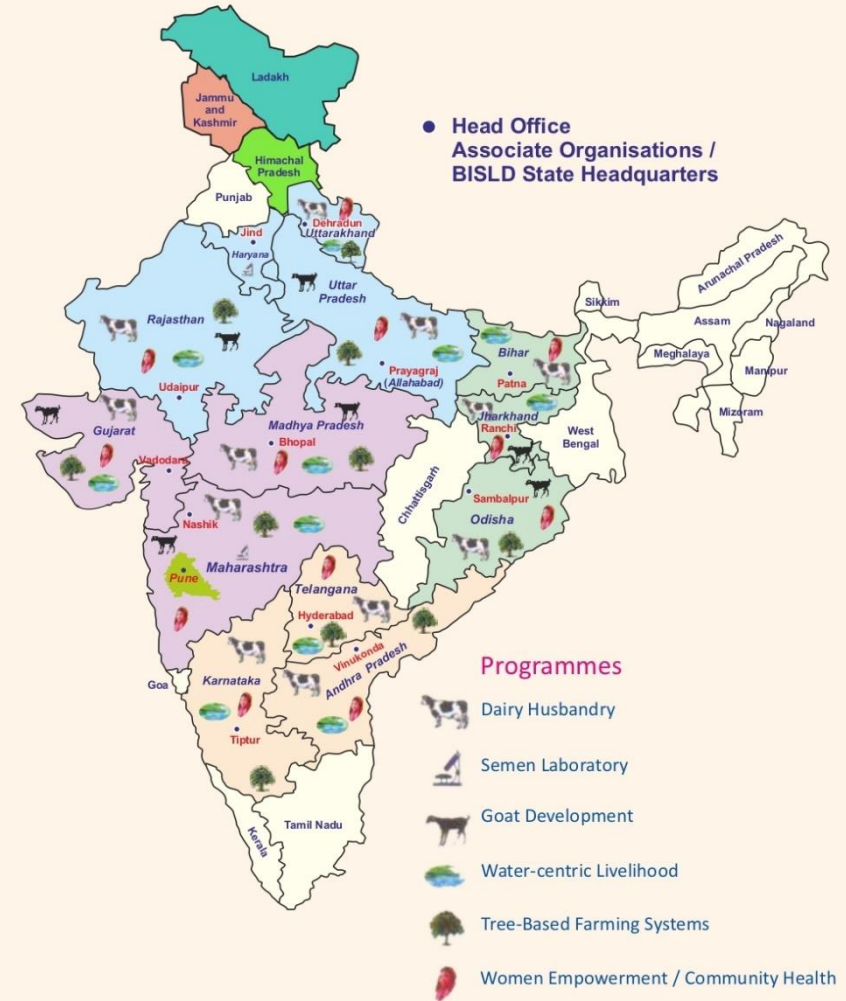 Ladakh
Jammu
and
Kashmir
● Head Office
Associate Organisations /
BISLD State Headquarters
Himachal
Pradesh
Punjab
Dehradun
Uttarakhand
Jind
Haryana
Uttar
Pradesh
Arunachal Pradesh
Sikkim
Rajasthan
Assam
Nagaland
Bihar
Meghalaya
Prayagraj
(Allahabad)
Patna
Manipur
Udaipur
Mizoram
Jharkhand
Ranchi
Madhya Pradesh
Gujarat
West
Bengal
Bhopal
Vadodara
Chhattisgarh
Sambalpur
Odisha
Nashik
Maharashtra
Pune
Telangana
Hyderabad
Vinukonda
Andhra Pradesh
Goa
Karnataka
Tiptur
Tamil Nadu
Kerala
Programmes
Dairy Husbandry
Semen Laboratory
Goat Development
Water-centric Livelihood
Tree-Based Farming Systems
Women Empowerment / Community Health